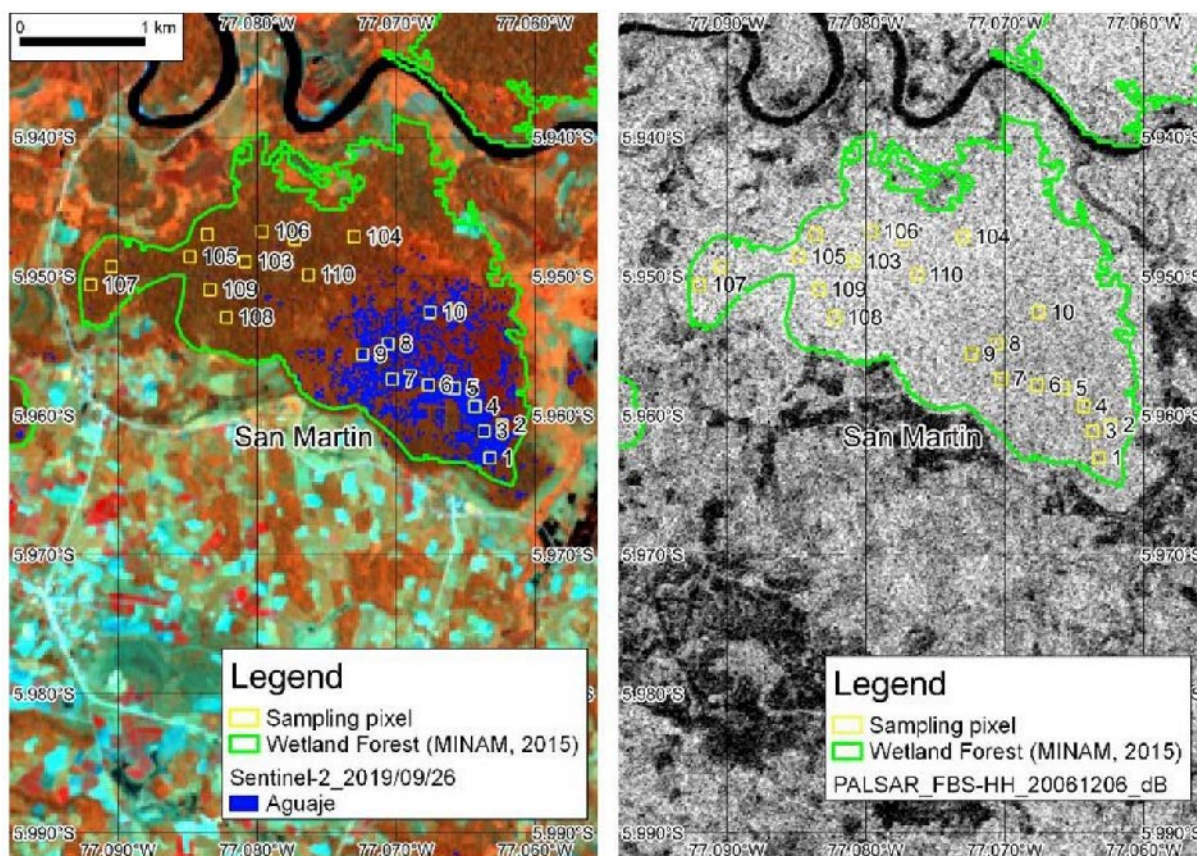 0 1 km
77.080°W 77.070°W 77.060°W
5.940°S 5.940°S
106 104
105 103
107 109 110
108
10
9 8
7 6 5
4
3 2
1
5.950°S 5.950°S
5.960°S 5.960°S
San Martin
5.970°S 5.970°S
5.980°S 5.980°S
5.990°S 5.990°S
Legend
Sampling pixel
Wetland Forest (MINAM, 2015)
Sentinel-2_2019/09/26
Aguaje
77.090°W 77.080°W 77.070°W 77.060°W
77.090°W 77.080°W 77.070°W 77.060°W
5.940°S 5.940°S
106 104
105 103
107 109 110
108
10
9 8
7 6 5
4
3 2
1
5.950°S 5.950°S
5.960°S 5.960°S
San Martin
5.970°S 5.970°S
5.980°S 5.980°S
5.990°S 5.990°S
Legend
Sampling pixel
Wetland Forest (MINAM, 2015)
PALSAR_FBS-HH_20061206_dB
77.090°W 77.080°W 77.070°W 77.060°W